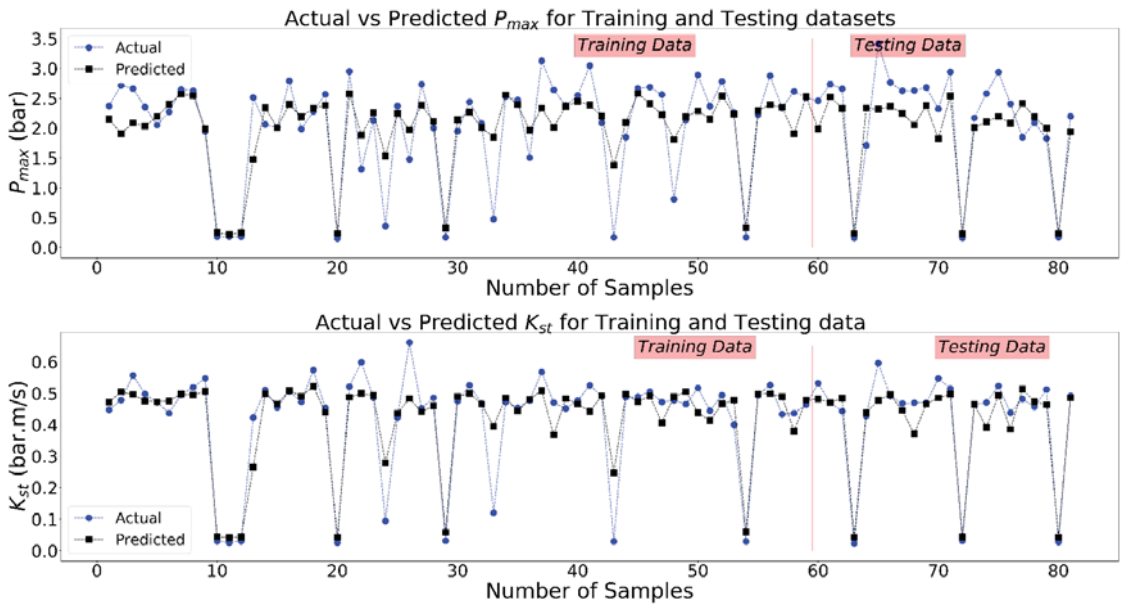 Actual vs Predicted P_max for Training and Testing datasets
Actual
Predicted
Training Data
Testing Data
P_max (bar)
3.5
3.0
2.5
2.0
1.5
1.0
0.5
0.0
0 10 20 30 40 50 60 70 80
Number of Samples
Actual vs Predicted K_st for Training and Testing data
Training Data
Testing Data
K_st (bar.m/s)
0.6
0.5
0.4
0.3
0.2
0.1
0.0
Actual
Predicted
0 10 20 30 40 50 60 70 80
Number of Samples